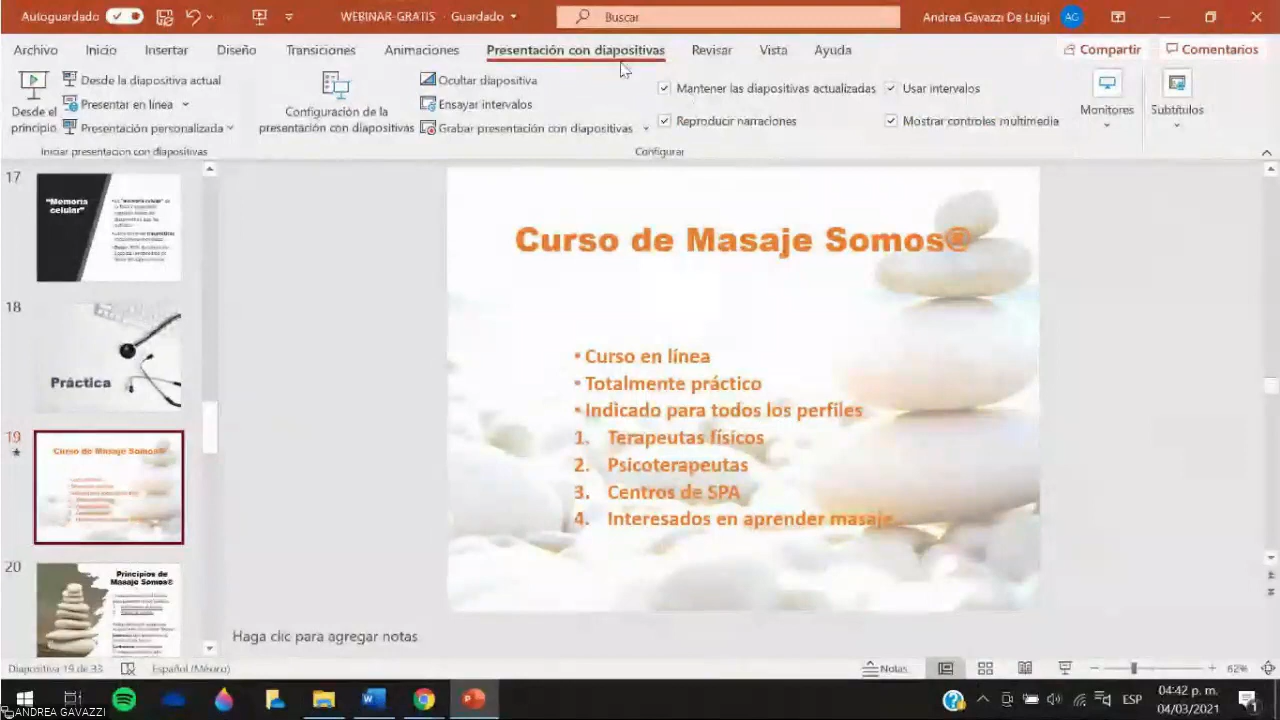 Autoguardado
WEBINAR-GRATIS - Guardado
Buscar
Andrea Gavazzi De Luigi
AG
Archivo
Inicio
Insertar
Diseño
Transiciones
Animaciones
Presentación con diapositivas
Revisar
Vista
Ayuda
Compartir
Comentarios
Desde el principio
Desde la diapositiva actual
Presentar en línea
Presentación personalizada
Iniciar presentación con diapositivas
Configuración de la
presentación con diapositivas
Ocultar diapositiva
Ensayar intervalos
Grabar presentación con diapositivas
Mantener las diapositivas actualizadas
Reproducir narraciones
Usar intervalos
Mostrar controles multimedia
Configurar
Monitores
Subtítulos
17
"Memoria
celular"
18
Práctica
19
Curso de Masaje Somos®
20
Principios de
Masaje Somos®
Curso de Masaje Somos®
• Curso en línea
• Totalmente práctico
• Indicado para todos los perfiles
1. Terapeutas físicos
2. Psicoterapeutas
3. Centros de SPA
4. Interesados en aprender masaje
Haga clic para agregar notas
Diapositiva 19 de 33
Español (México)
Notas
62%
ESP
04:42 p. m.
04/03/2021
1
ANDREA GAVAZZI